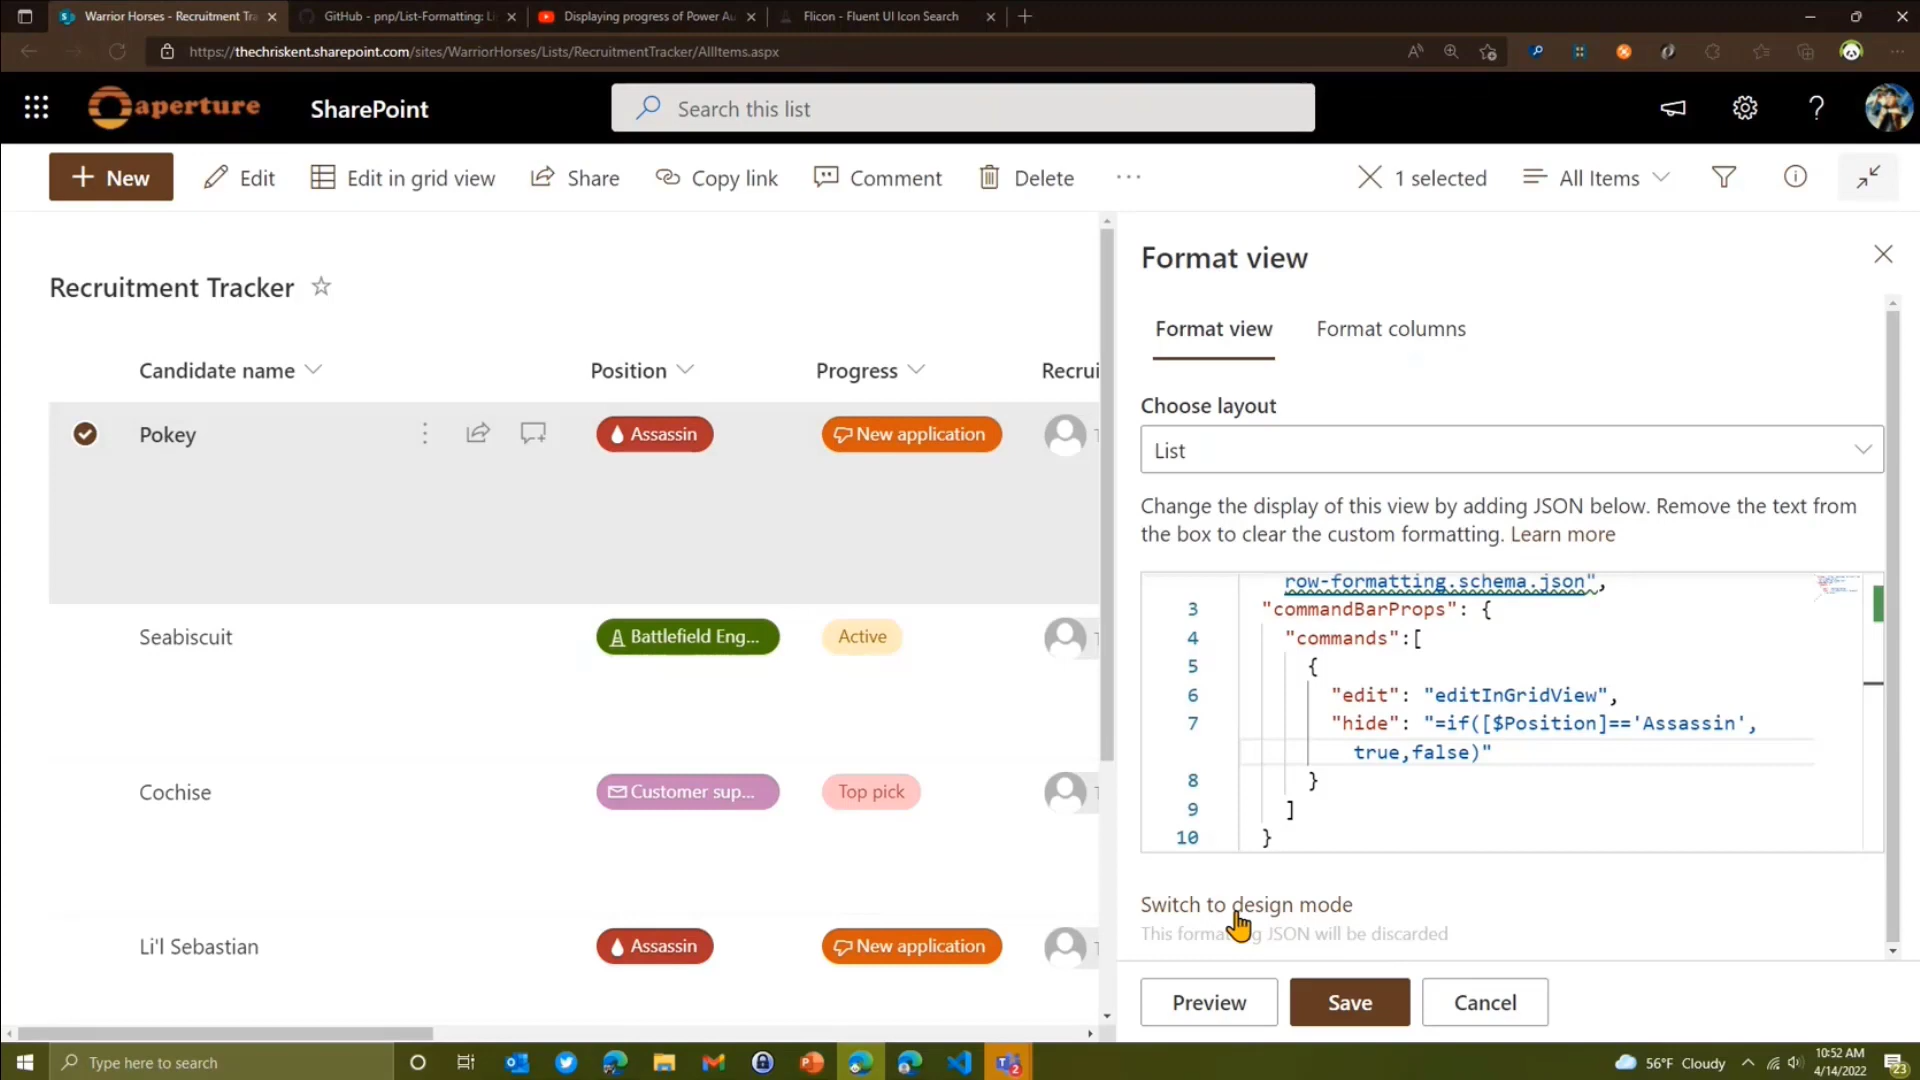 Warrior Horses - Recruitment Tra
GitHub - pnp/List-Formatting: Li
Displaying progress of Power Au
Flicon - Fluent UI Icon Search
https://thechriskent.sharepoint.com/sites/WarriorHorses/Lists/RecruitmentTracker/AllItems.aspx
aperture
SharePoint
Search this list
New
Edit
Edit in grid view
Share
Copy link
Comment
Delete
1 selected
All Items
Recruitment Tracker
Candidate name
Position
Progress
Recrui
Pokey
Assassin
New application
Seabiscuit
Battlefield Eng...
Active
Cochise
Customer sup...
Top pick
Li'l Sebastian
Assassin
New application
Format view
Format view
Format columns
Choose layout
List
Change the display of this view by adding JSON below. Remove the text from
the box to clear the custom formatting. Learn more
row-formatting.schema.json",
3 "commandBarProps": {
4 "commands":[
5 {
6 "edit": "editInGridView",
7 "hide": "=if([$Position]=='Assassin',
true,false)"
8 }
9 ]
10 }
Switch to design mode
This formatting JSON will be discarded
Preview
Save
Cancel
Type here to search
56°F Cloudy
10:52 AM
4/14/2022
23